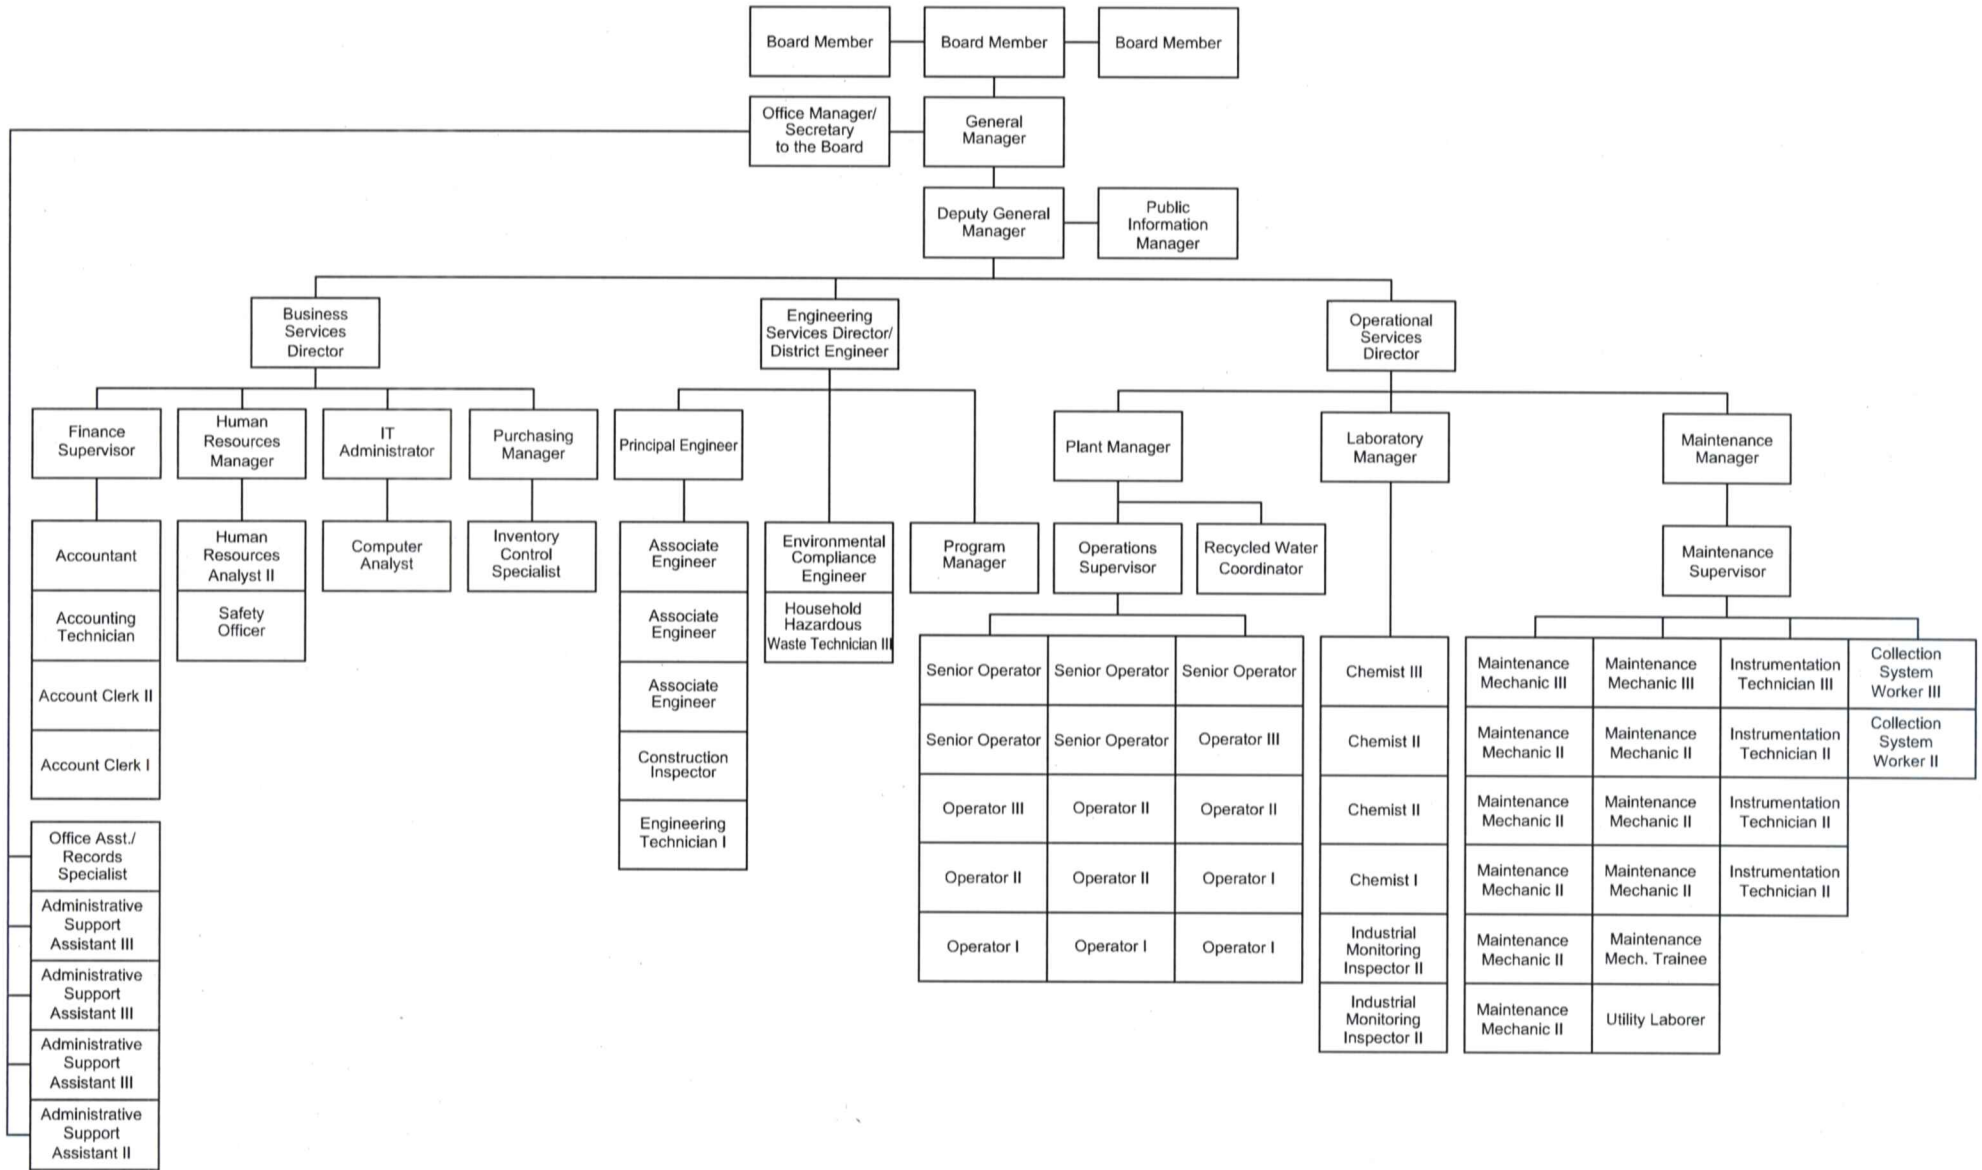 Board Member
Board Member
Board Member
Office Manager/
Secretary
to the Board
General
Manager
Deputy General
Manager
Public
Information
Manager
Business
Services
Director
Engineering
Services Director/
District Engineer
Operational
Services
Director
Finance
Supervisor
Human
Resources
Manager
IT
Administrator
Purchasing
Manager
Principal Engineer
Plant Manager
Laboratory
Manager
Maintenance
Manager
Accountant
Accounting
Technician
Account Clerk II
Account Clerk I
Human
Resources
Analyst II
Safety
Officer
Computer
Analyst
Inventory
Control
Specialist
Associate
Engineer
Associate
Engineer
Associate
Engineer
Construction
Inspector
Engineering
Technician I
Environmental
Compliance
Engineer
Household
Hazardous
Waste Technician III
Program
Manager
Operations
Supervisor
Recycled Water
Coordinator
Maintenance
Supervisor
Senior Operator
Senior Operator
Senior Operator
Senior Operator
Senior Operator
Operator III
Operator III
Operator II
Operator II
Operator II
Operator II
Operator I
Operator I
Operator I
Operator I
Chemist III
Chemist II
Chemist II
Chemist I
Industrial
Monitoring
Inspector II
Industrial
Monitoring
Inspector II
Maintenance
Mechanic III
Maintenance
Mechanic II
Maintenance
Mechanic II
Maintenance
Mechanic II
Maintenance
Mechanic II
Maintenance
Mechanic II
Maintenance
Mechanic III
Maintenance
Mechanic II
Maintenance
Mechanic II
Maintenance
Mechanic II
Maintenance
Mech. Trainee
Utility Laborer
Instrumentation
Technician III
Instrumentation
Technician II
Instrumentation
Technician II
Instrumentation
Technician II
Collection
System
Worker III
Collection
System
Worker II
Office Asst./
Records
Specialist
Administrative
Support
Assistant III
Administrative
Support
Assistant III
Administrative
Support
Assistant III
Administrative
Support
Assistant II